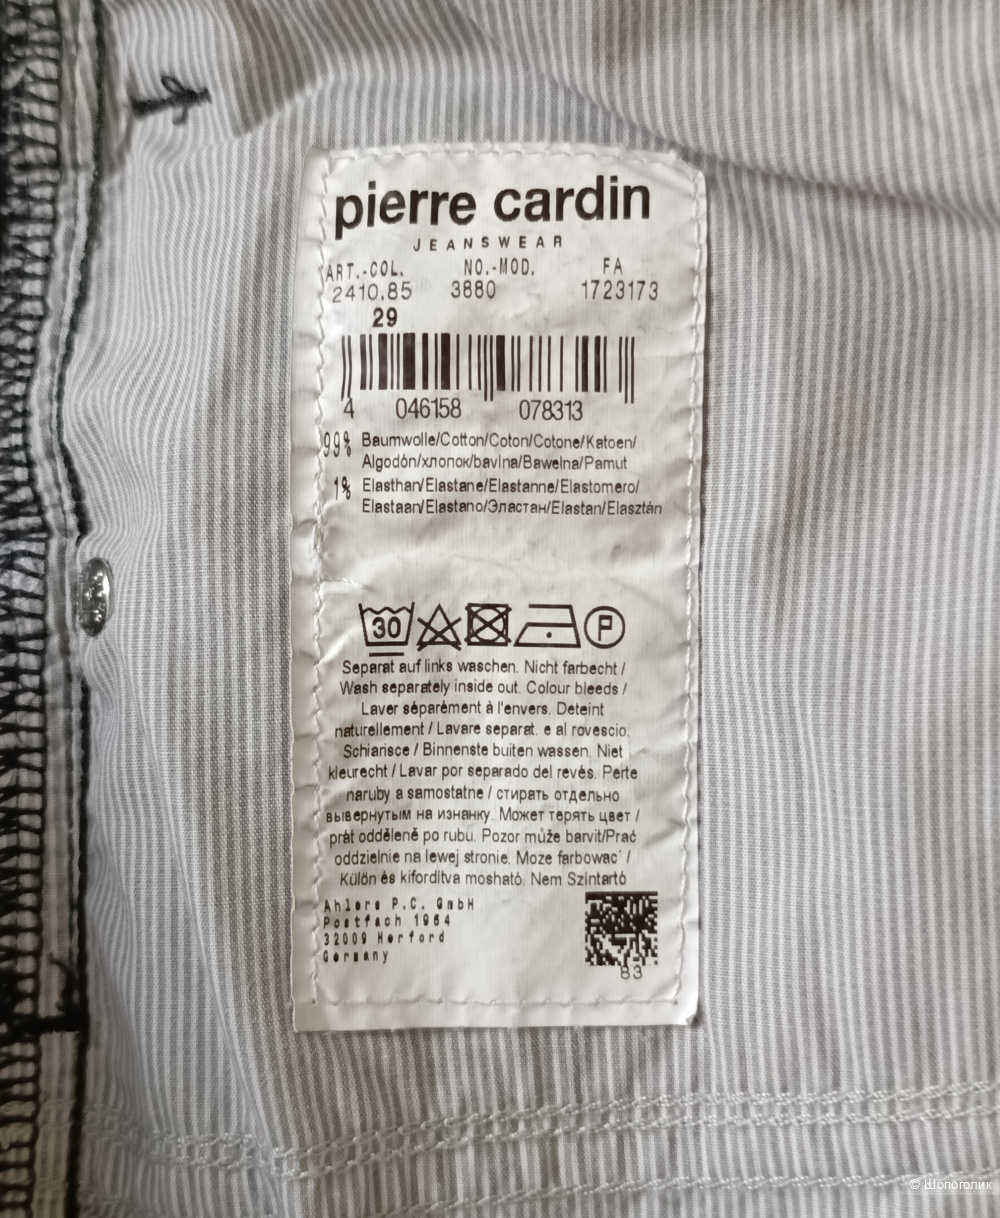 pierre cardin
JEANSWEAR
ART.-COL. NO.-MOD. FA
2410.85 3880 1723173
29
4 046158 078313
99% Baumwolle/Cotton/Coton/Cotone/Katoen/
Algodón/хлопок/bavlna/Bawełna/Pamut
1% Elasthan/Elastane/Elastanne/Elastomero/
Elastaan/Elastano/Эластан/Elastan/Elasztán
30 P
Separat auf links waschen. Nicht farbecht /
Wash separately inside out. Colour bleeds /
Laver séparément à l'envers. Deteint
naturellement / Lavare separat. e al rovescio.
Schiarisce / Binnenste buiten wassen. Niet
kleurecht / Lavar por separado del revés. Perte
naruby a samostatne / стирать отдельно
вывернутым на изнанку. Может терять цвет /
prát odděleně po rubu. Pozor může barvit/Prać
oddzielnie na lewej stronie. Moze farbowac´ /
Külön és kifordítva mosható. Nem Színtartó
Ahlers P.C. GmbH
Postfach 1964
32009 Herford
Germany
83
© Шопоголик